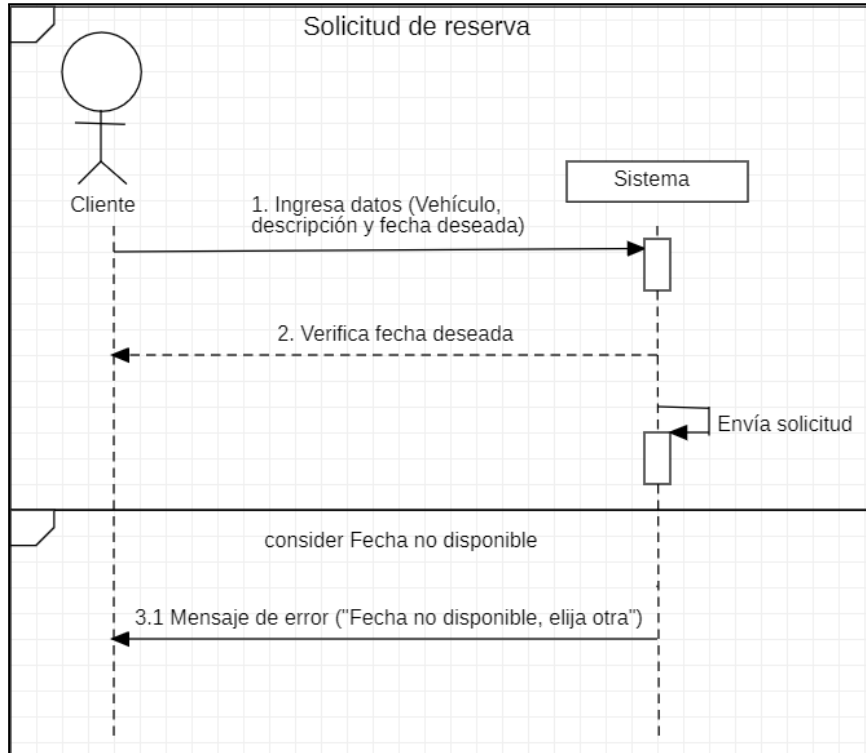 Solicitud de reserva
Cliente
Sistema
1. Ingresa datos (Vehículo,
descripción y fecha deseada)
2. Verifica fecha deseada
Envía solicitud
consider Fecha no disponible
3.1 Mensaje de error ("Fecha no disponible, elija otra")